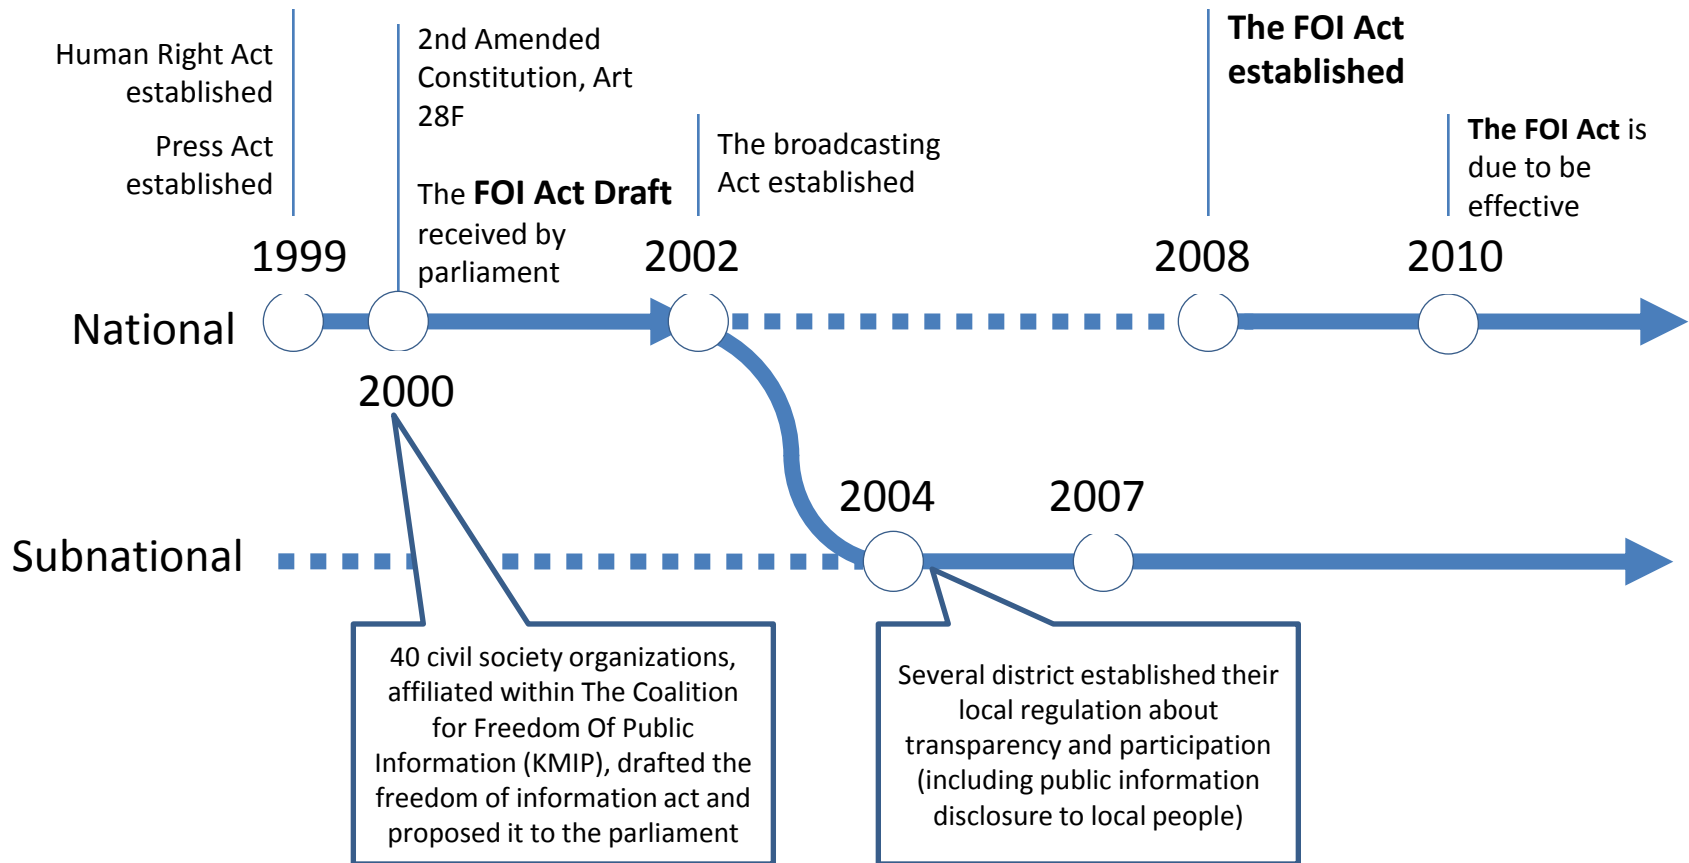 Human Right Act
established
Press Act
established
2nd Amended
Constitution, Art
28F
The FOI Act Draft
received by
parliament
The broadcasting
Act established
The FOI Act
established
The FOI Act is
due to be
effective
1999
2002
2008
2010
National
2000
2004
2007
Subnational
40 civil society organizations,
affiliated within The Coalition
for Freedom Of Public
Information (KMIP), drafted the
freedom of information act and
proposed it to the parliament
Several district established their
local regulation about
transparency and participation
(including public information
disclosure to local people)